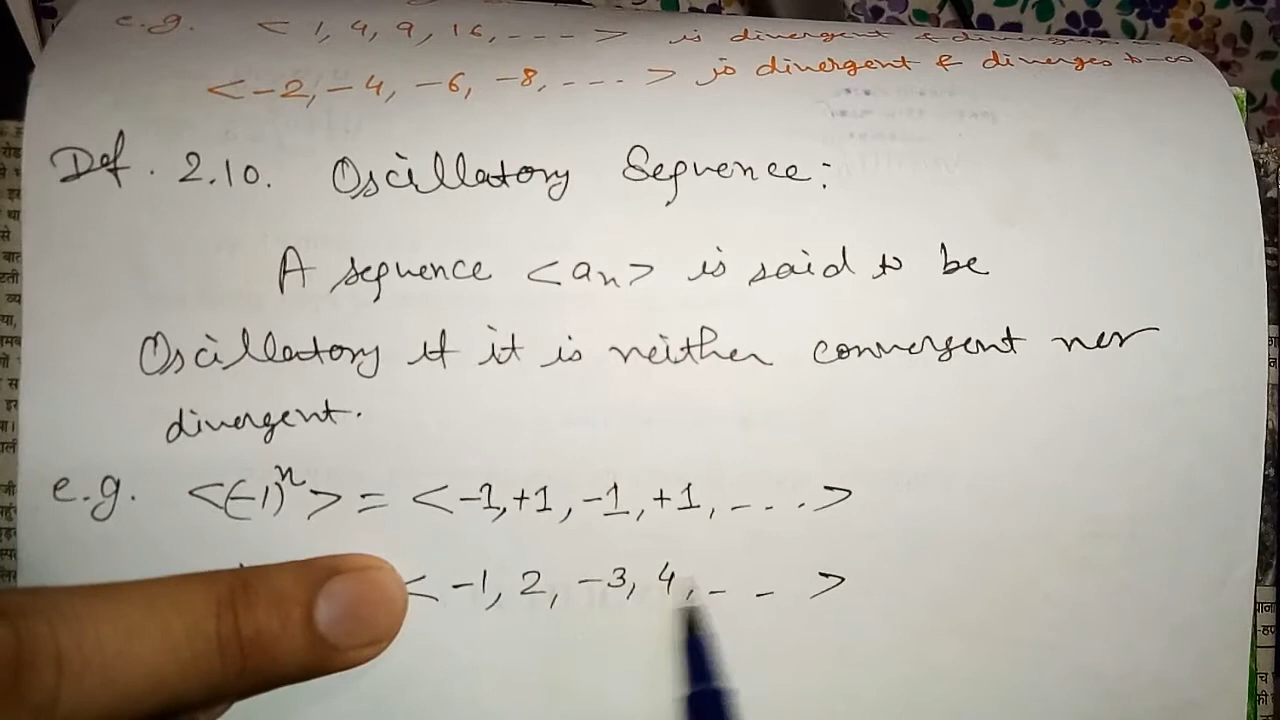 e.g. < 1, 4, 9, 16, - - - > is divergent & diverges
< -2, -4, -6, -8, - - - > is divergent & diverges to -∞
Def. 2.10. Oscillatory Sequence:
A sequence <aₙ> is said to be
Oscillatory if it is neither convergent nor
divergent.
e.g. <(-1)ⁿ> = < -1, +1, -1, +1, - - - >
< -1, 2, -3, 4, - - >